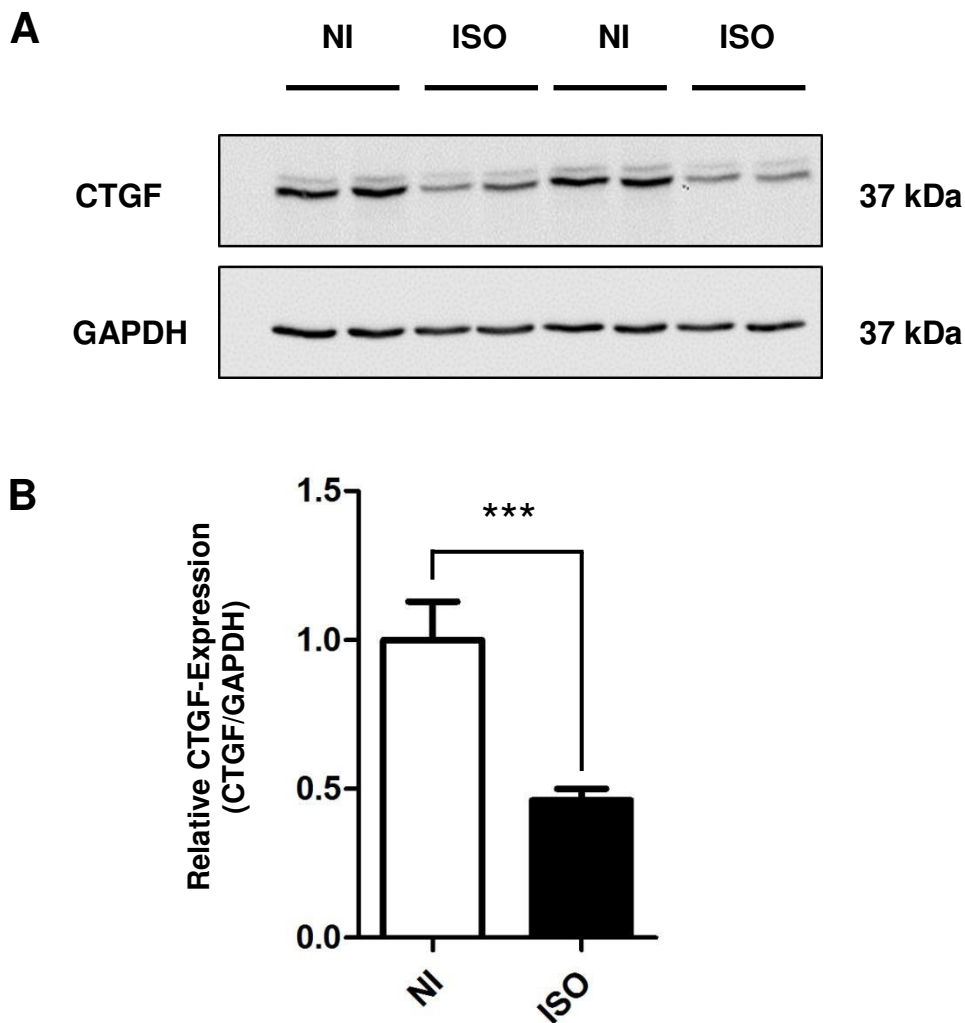 A
NI ISO NI ISO
CTGF 37 kDa
GAPDH 37 kDa
B
Relative CTGF-Expression
(CTGF/GAPDH)
1.5
1.0
0.5
0.0
***
NI
ISO